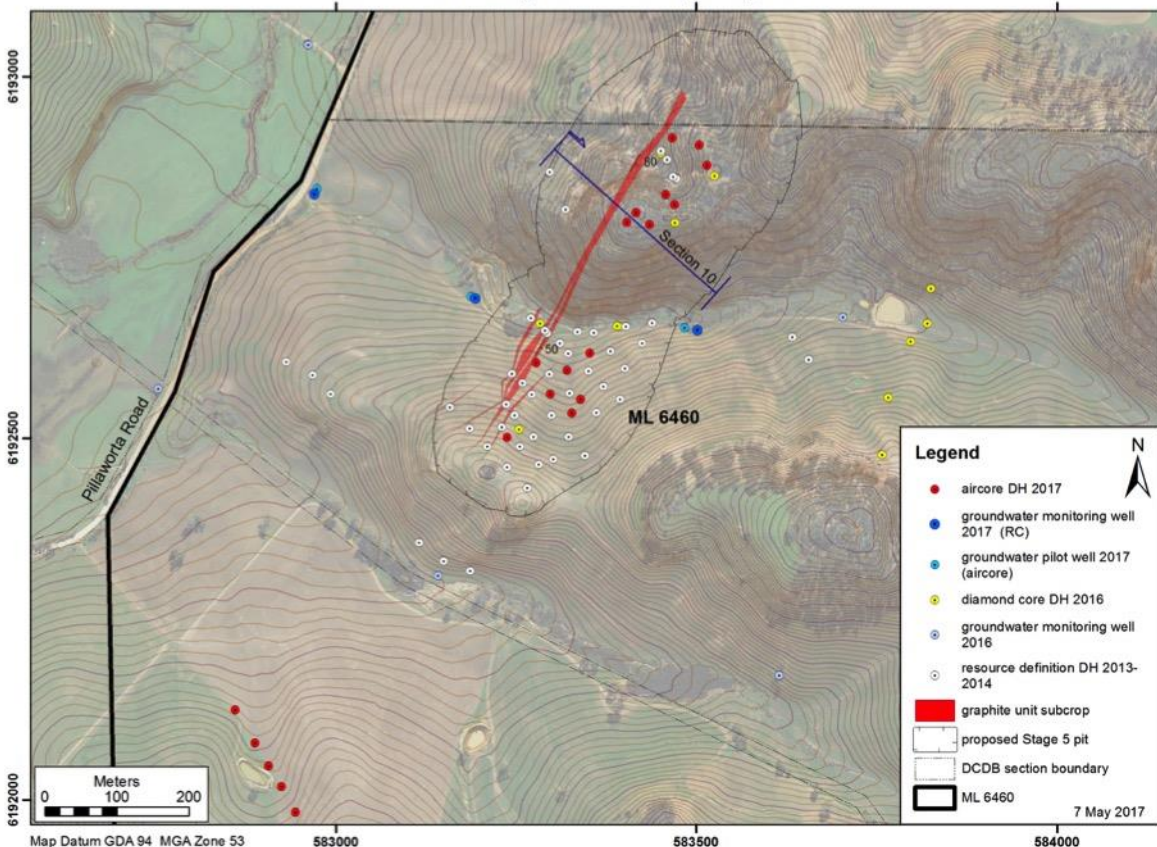 6193000
80
Section 10
50
6192500
ML 6460
Pillaworta Road
Legend
N
aircore DH 2017
groundwater monitoring well
2017 (RC)
groundwater pilot well 2017
(aircore)
diamond core DH 2016
groundwater monitoring well
2016
resource definition DH 2013-
2014
graphite unit subcrop
proposed Stage 5 pit
DCDB section boundary
ML 6460
7 May 2017
Meters
0 100 200
6192000
Map Datum GDA 94 MGA Zone 53
583000
583500
584000